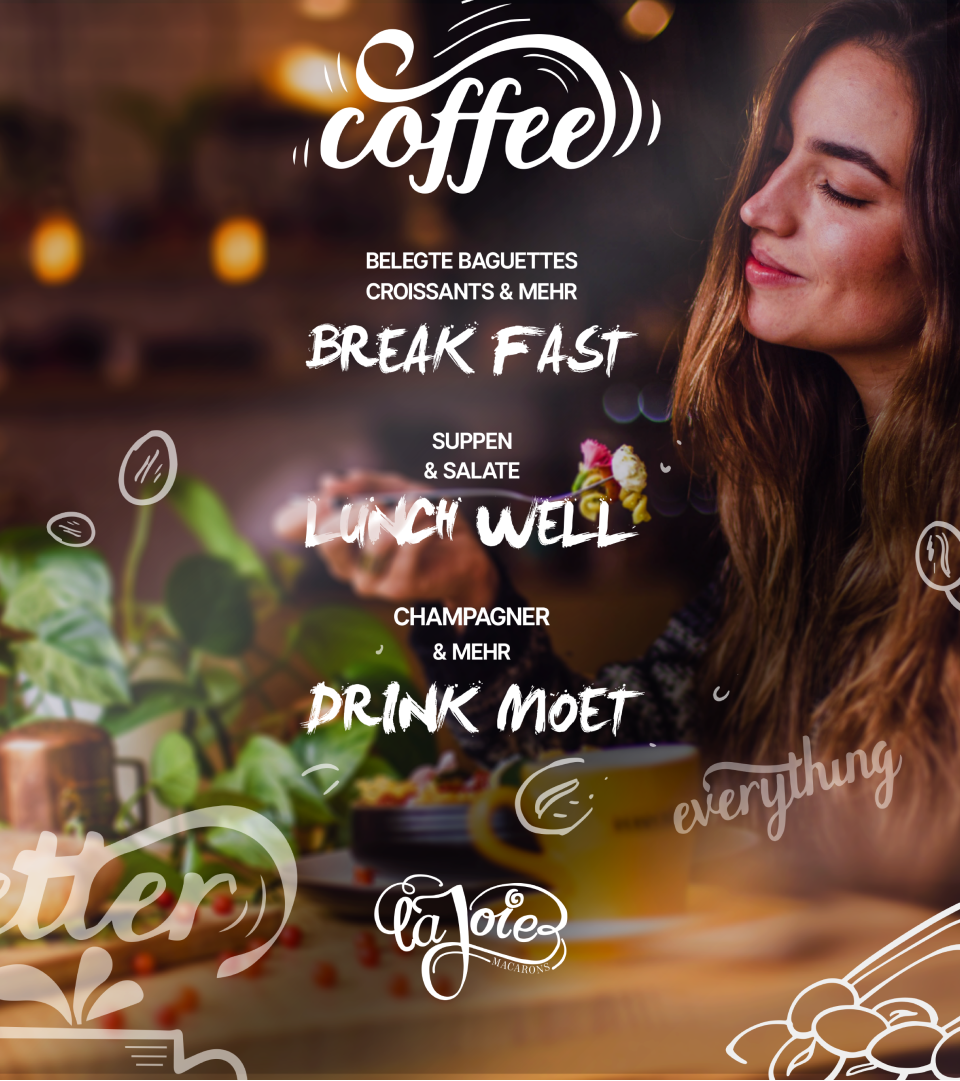 coffee
BELEGTE BAGUETTES
CROISSANTS & MEHR
BREAK FAST
SUPPEN
& SALATE
LUNCH WELL
CHAMPAGNER
& MEHR
DRINK MOET
everything
etter
la Joie
MACARONS